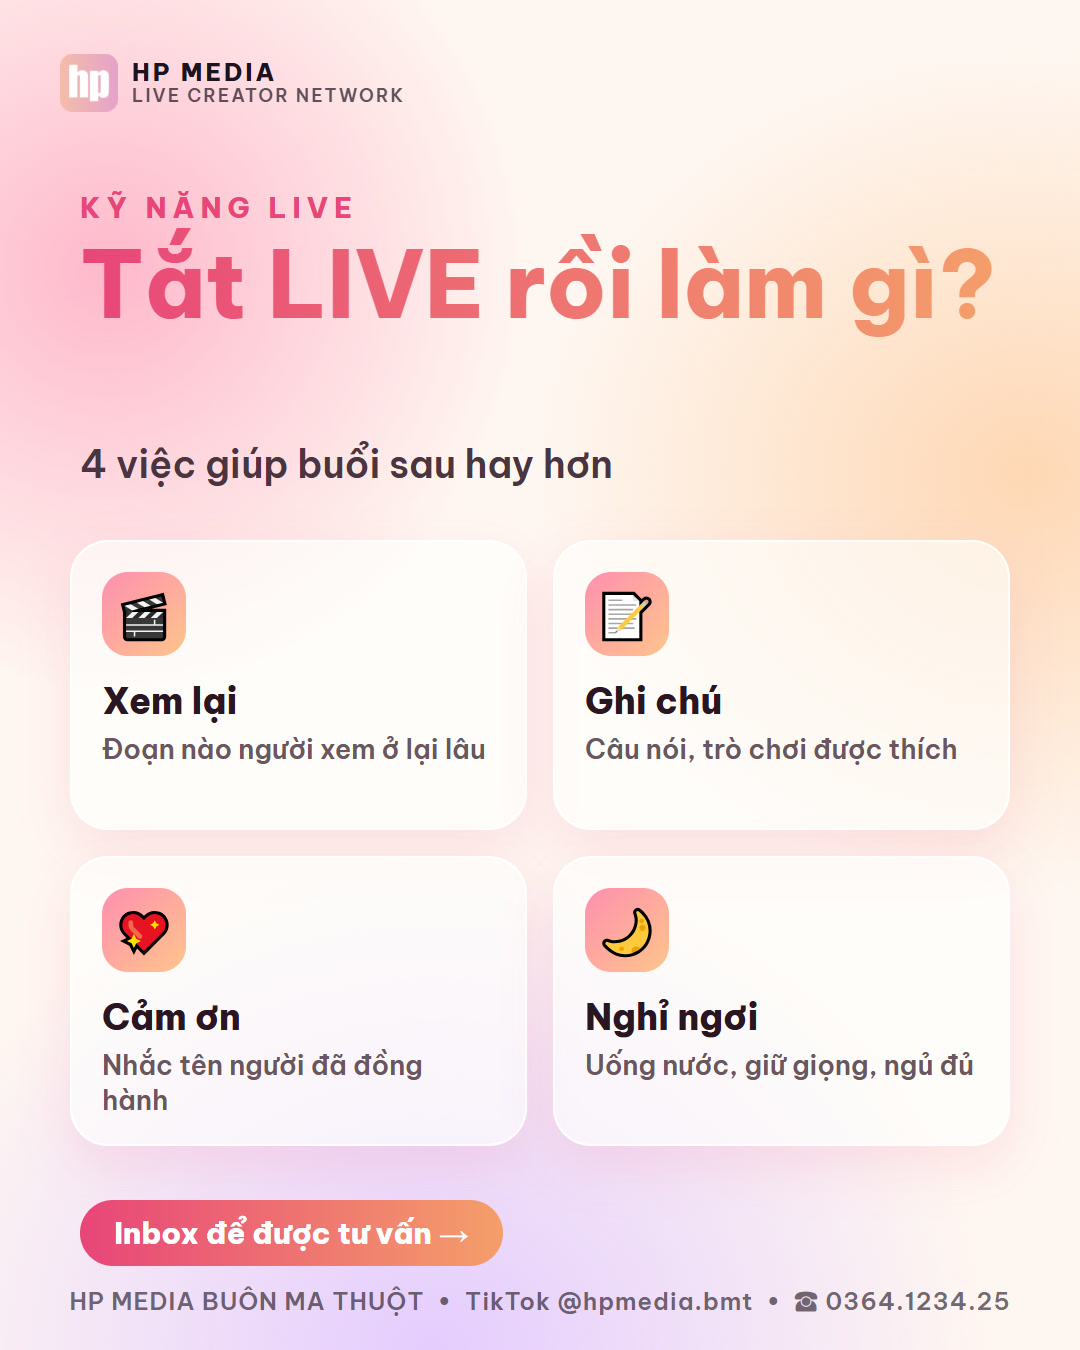 hp
HP MEDIA
LIVE CREATOR NETWORK
KỸ NĂNG LIVE
Tắt LIVE rồi làm gì?
4 việc giúp buổi sau hay hơn
Xem lại
Đoạn nào người xem ở lại lâu
Ghi chú
Câu nói, trò chơi được thích
Cảm ơn
Nhắc tên người đã đồng
hành
Nghỉ ngơi
Uống nước, giữ giọng, ngủ đủ
Inbox để được tư vấn →
HP MEDIA BUÔN MA THUỘT • TikTok @hpmedia.bmt • ☎ 0364.1234.25